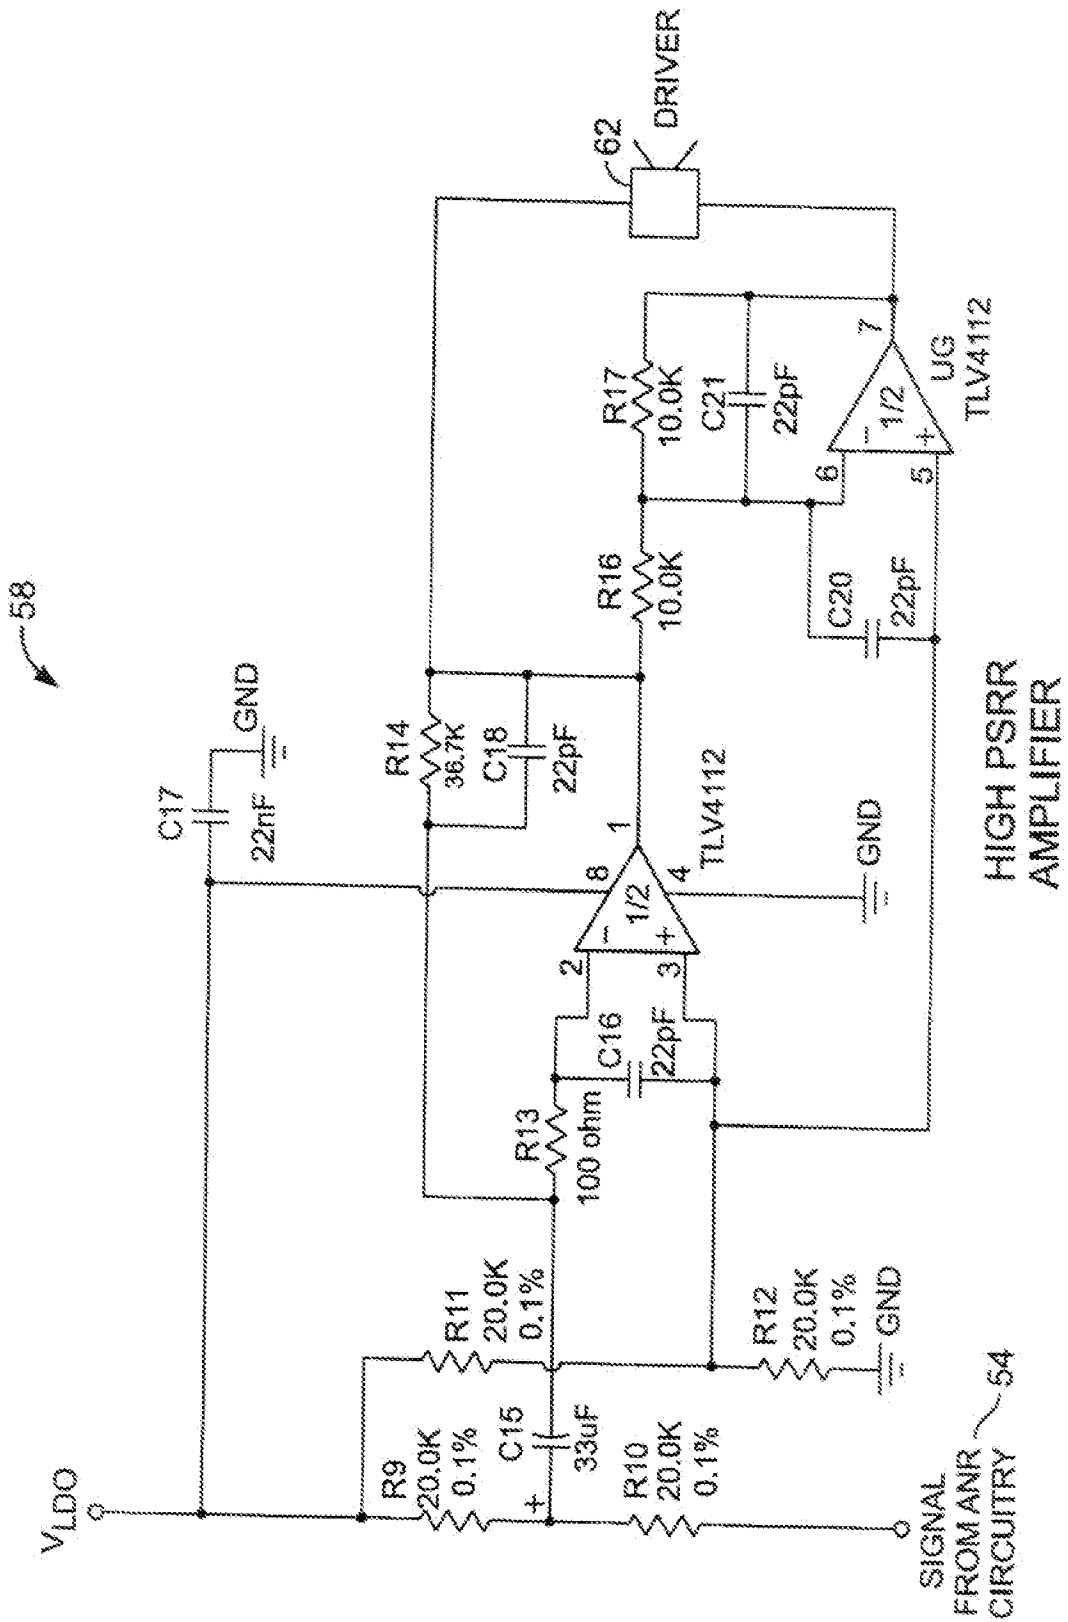 58
V_LDO
C17
22nF
GND
R9
20.0K
0.1%
R11
20.0K
0.1%
C15
33uF
+
R10
20.0K
0.1%
R12
20.0K
0.1%
GND
SIGNAL
FROM ANR
CIRCUITRY
54
R13
100 ohm
C16
22pF
2
3
-
+
1/2
8
4
1
TLV4112
GND
R14
36.7K
C18
22pF
R16
10.0K
R17
10.0K
C21
22pF
C20
22pF
6
5
-
+
1/2
7
UG
TLV4112
62
DRIVER
HIGH PSRR
AMPLIFIER